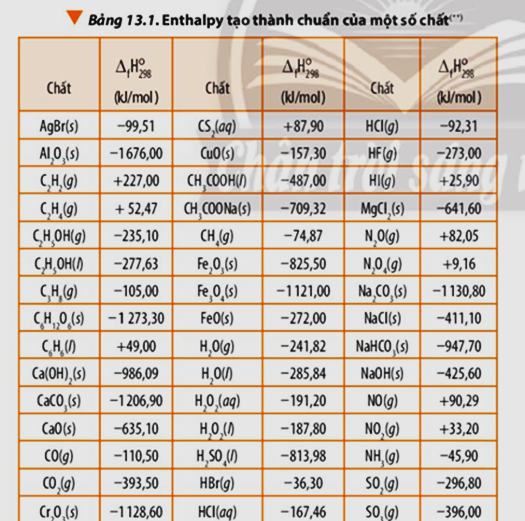 ▼ Bảng 13.1. Enthalpy tạo thành chuẩn của một số chất(**)
Chất ΔfH°298 (kJ/mol) Chất ΔfH°298 (kJ/mol) Chất ΔfH°298 (kJ/mol)
AgBr(s) −99,51 CS2(aq) +87,90 HCl(g) −92,31
Al2O3(s) −1676,00 CuO(s) −157,30 HF(g) −273,00
C2H2(g) +227,00 CH3COOH(l) −487,00 HI(g) +25,90
C2H4(g) + 52,47 CH3COONa(s) −709,32 MgCl2(s) −641,60
C2H5OH(g) −235,10 CH4(g) −74,87 N2O(g) +82,05
C2H5OH(l) −277,63 Fe2O3(s) −825,50 N2O4(g) +9,16
C3H8(g) −105,00 Fe3O4(s) −1121,00 Na2CO3(s) −1130,80
C6H12O6(s) −1 273,30 FeO(s) −272,00 NaCl(s) −411,10
C6H6(l) +49,00 H2O(g) −241,82 NaHCO3(s) −947,70
Ca(OH)2(s) −986,09 H2O(l) −285,84 NaOH(s) −425,60
CaCO3(s) −1206,90 H2O2(aq) −191,20 NO(g) +90,29
CaO(s) −635,10 H2O2(l) −187,80 NO2(g) +33,20
CO(g) −110,50 H2SO4(l) −813,98 NH3(g) −45,90
CO2(g) −393,50 HBr(g) −36,30 SO2(g) −296,80
Cr2O3(s) −1128,60 HCl(aq) −167,46 SO3(g) −396,00
Chân trời sáng